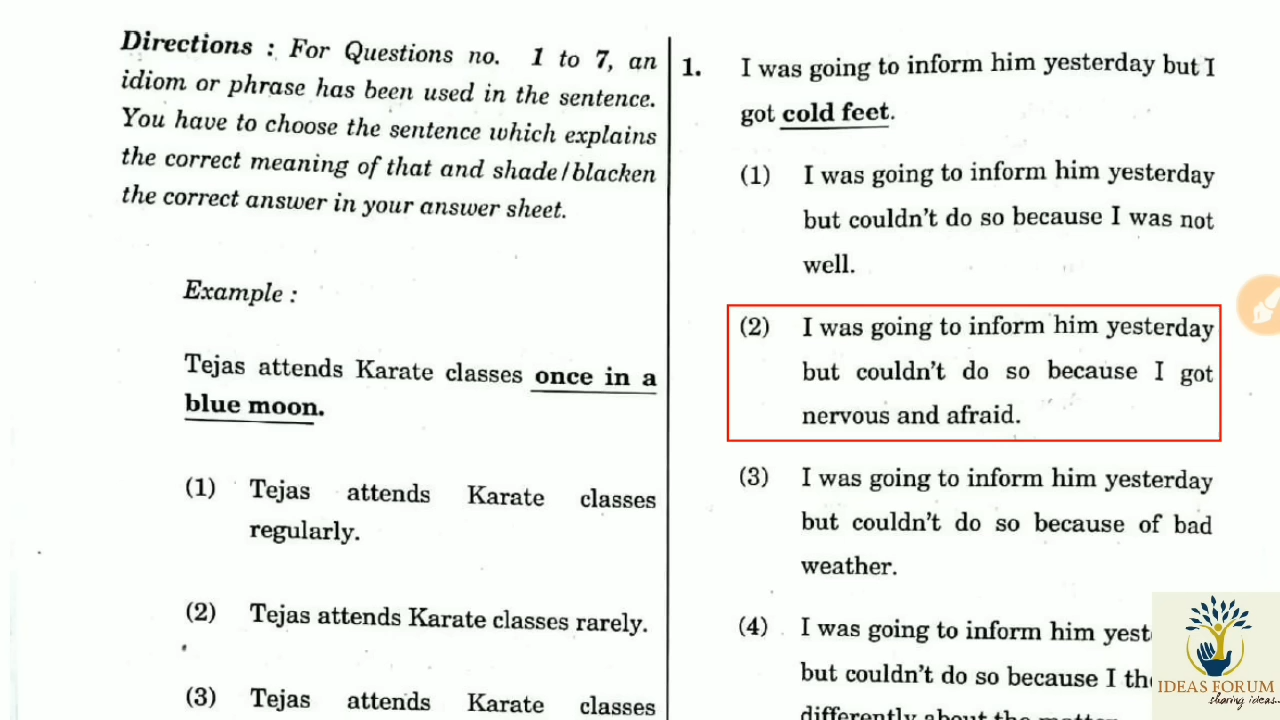 Directions : For Questions no. 1 to 7, an
idiom or phrase has been used in the sentence.
You have to choose the sentence which explains
the correct meaning of that and shade/blacken
the correct answer in your answer sheet.
Example :
Tejas attends Karate classes once in a
blue moon.
(1) Tejas attends Karate classes
regularly.
(2) Tejas attends Karate classes rarely.
(3) Tejas attends Karate classes
1. I was going to inform him yesterday but I
got cold feet.
(1) I was going to inform him yesterday
but couldn't do so because I was not
well.
(2) I was going to inform him yesterday
but couldn't do so because I got
nervous and afraid.
(3) I was going to inform him yesterday
but couldn't do so because of bad
weather.
(4) I was going to inform him
but couldn't do so because I
differently about the matter
IDEAS FORUM
sharing ideas